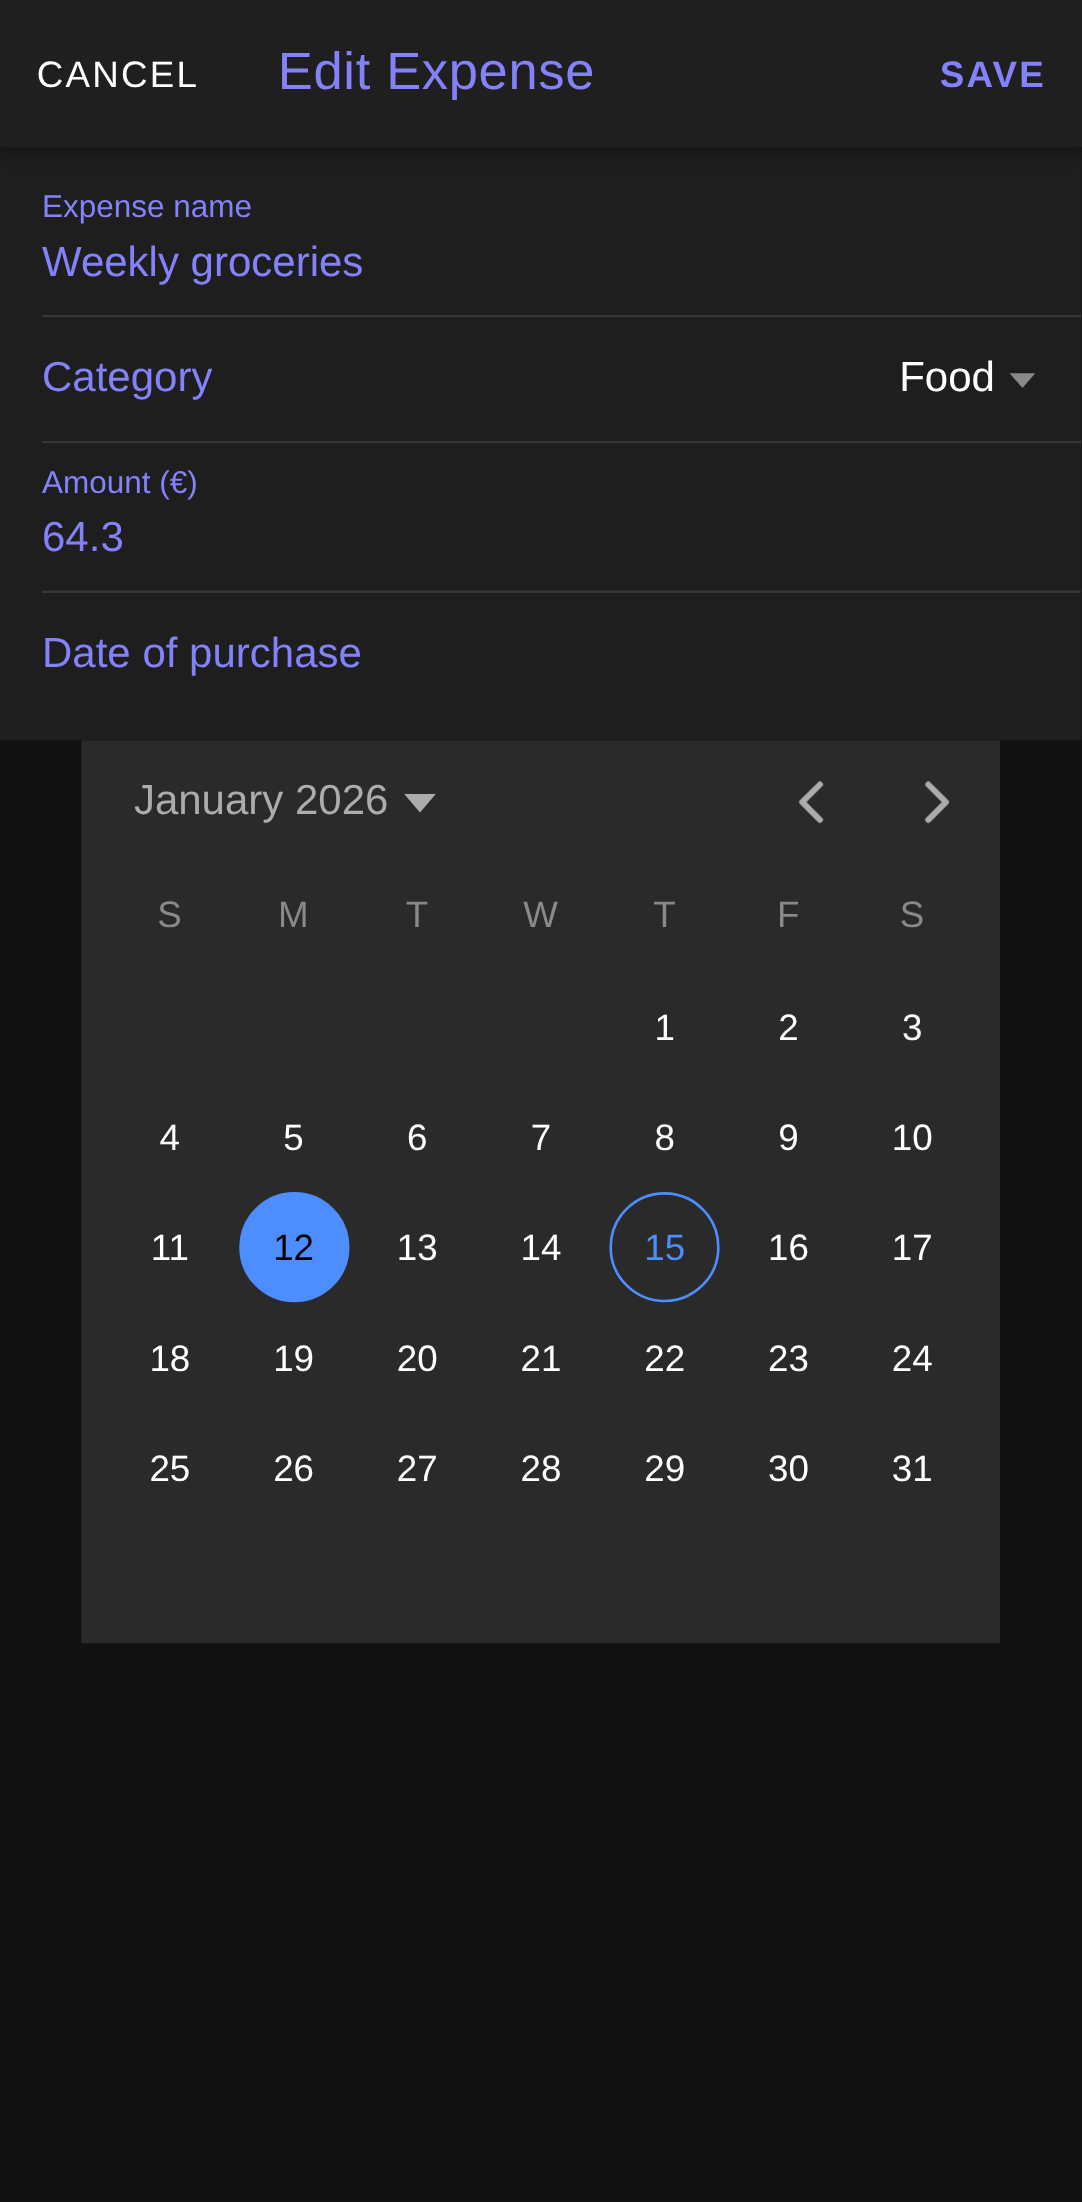 CANCEL Edit Expense SAVE
Expense name
Weekly groceries
Category Food
Amount (€)
64.3
Date of purchase
January 2026
S M T W T F S
1 2 3
4 5 6 7 8 9 10
11 12 13 14 15 16 17
18 19 20 21 22 23 24
25 26 27 28 29 30 31